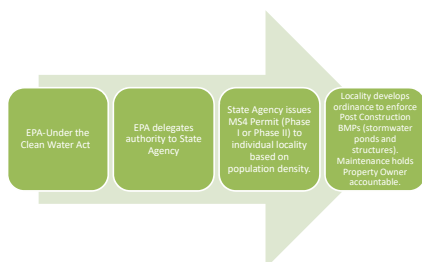 EPA-Under the
Clean Water Act
EPA delegates
authority to State
Agency
State Agency issues
MS4 Permit (Phase
I or Phase II) to
individual locality
based on
population density.
Locality develops
ordinance to enforce
Post Construction
BMPs (stormwater
ponds and
structures).
Maintenance holds
Property Owner
accountable.